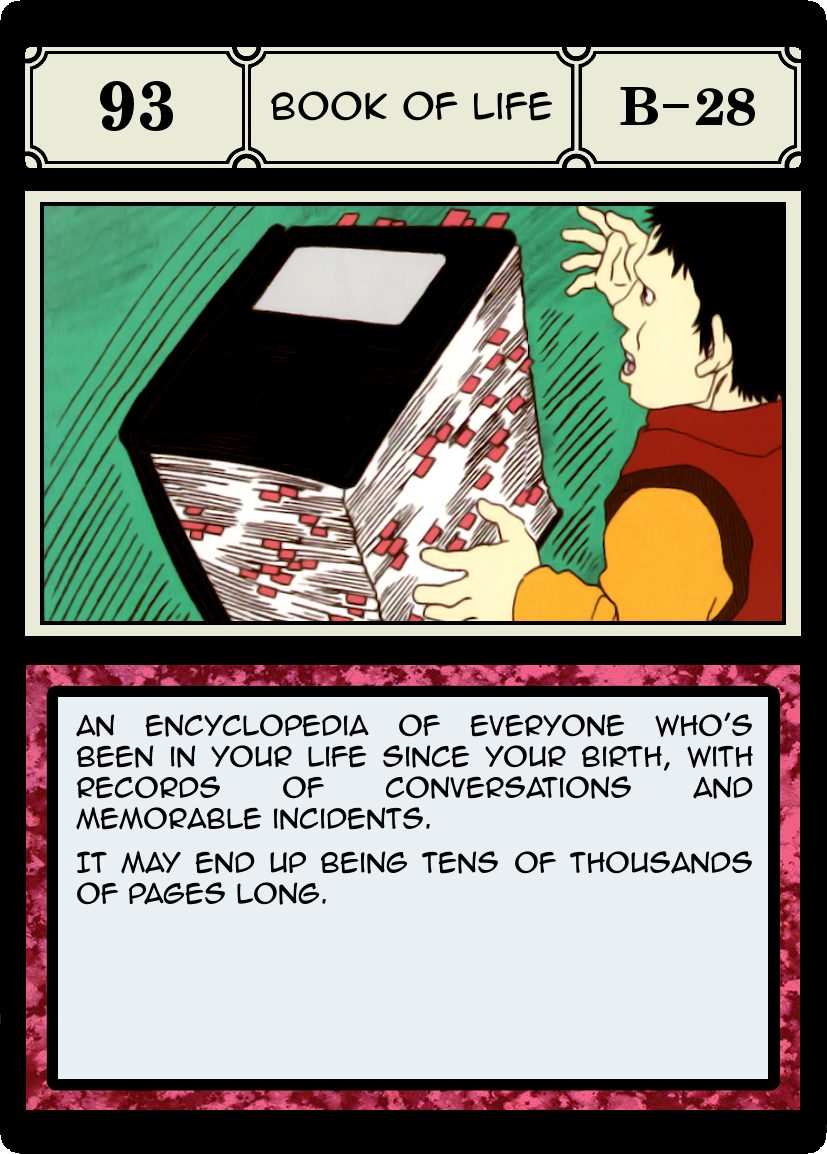 93
BOOK OF LIFE
B-28
AN ENCYCLOPEDIA OF EVERYONE WHO'S
BEEN IN YOUR LIFE SINCE YOUR BIRTH, WITH
RECORDS OF CONVERSATIONS AND
MEMORABLE INCIDENTS.
IT MAY END UP BEING TENS OF THOUSANDS
OF PAGES LONG.